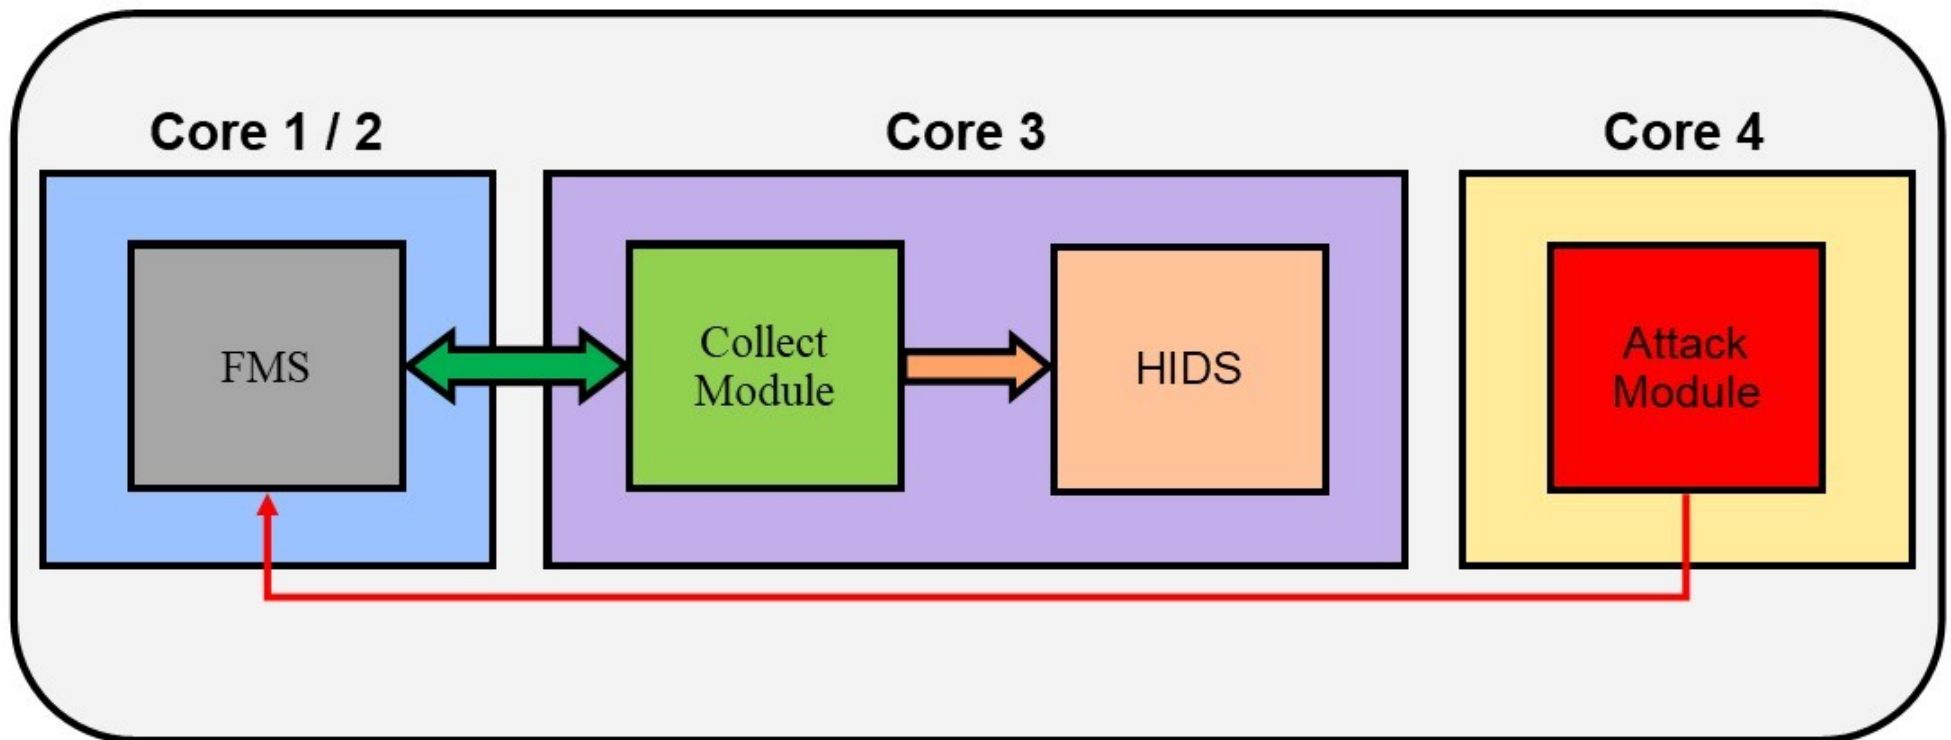 Core 1 / 2
Core 3
Core 4
FMS
Collect
Module
HIDS
Attack
Module